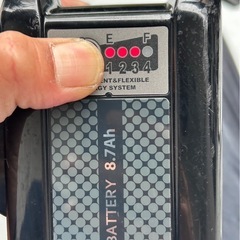 E F
1 2 3 4
ENT&FLEXIBLE
GY SYSTEM
BATTERY 8.7Ah